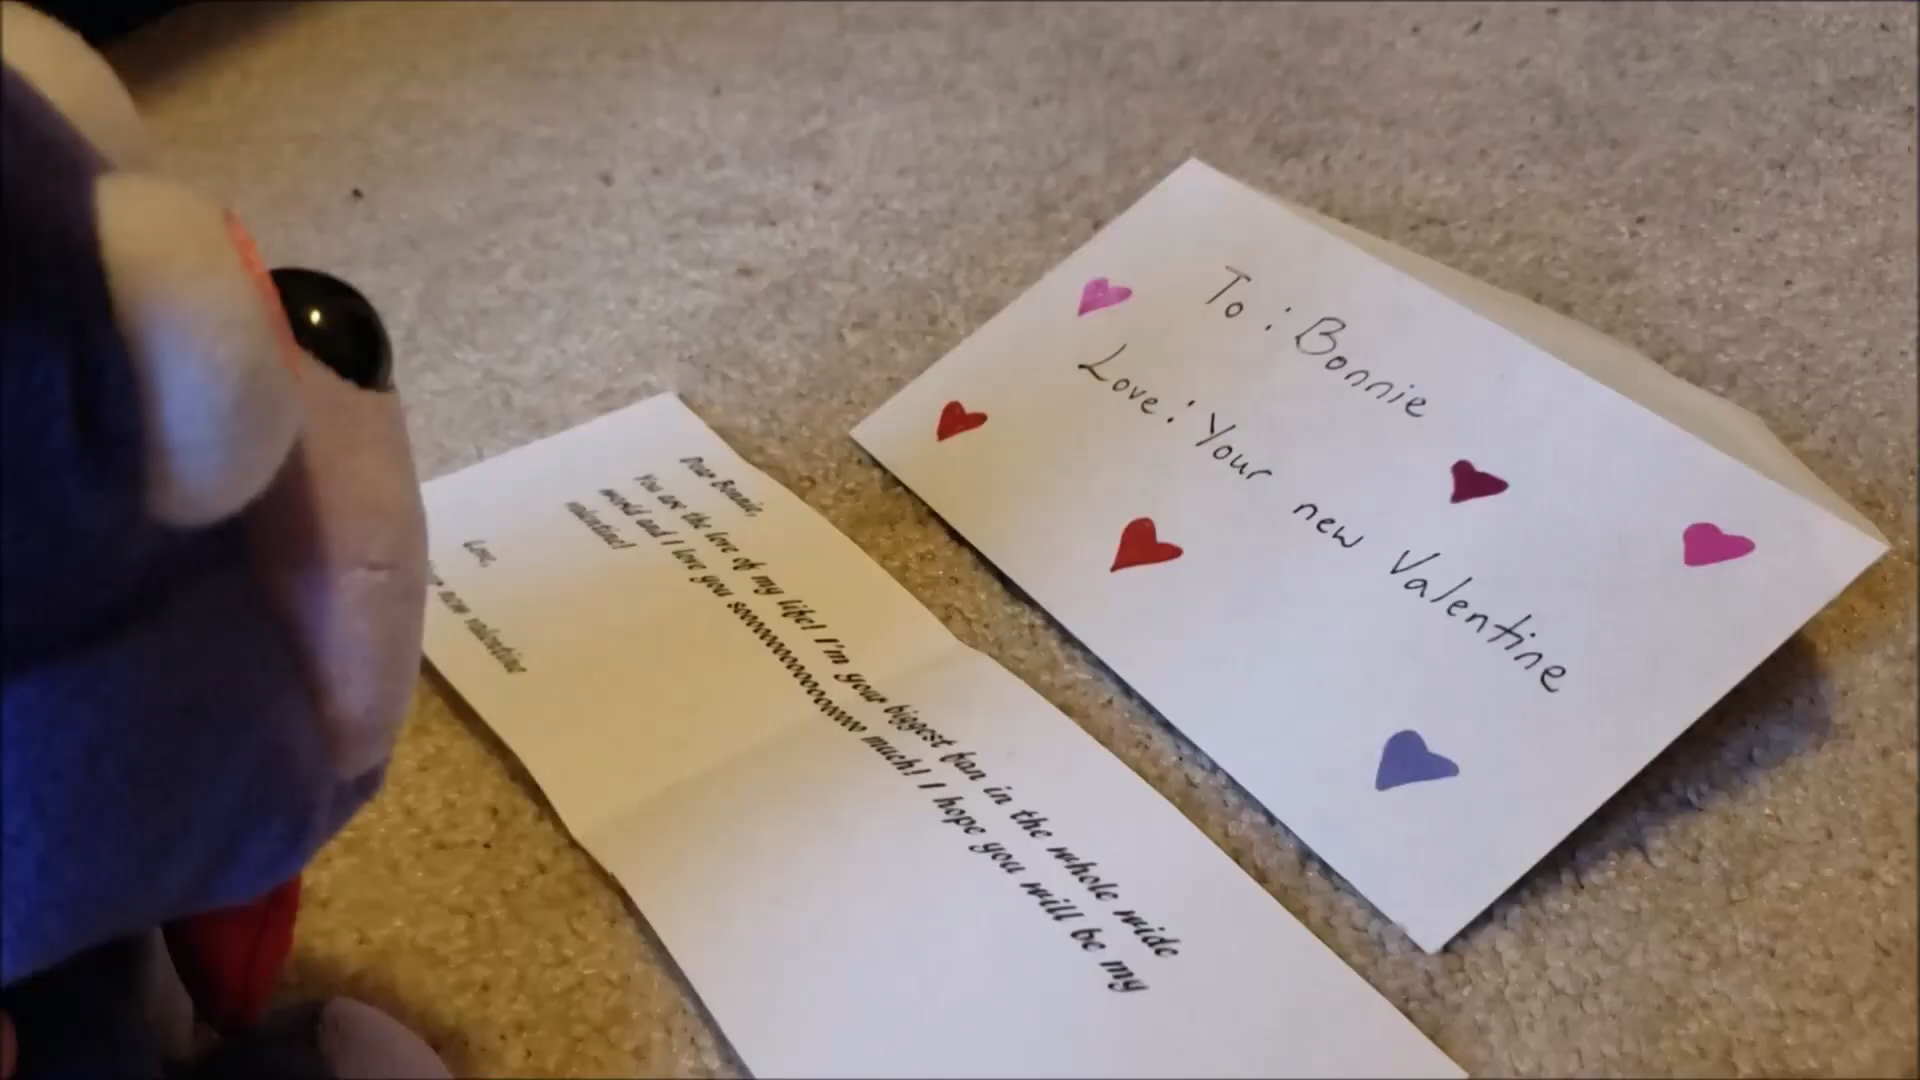 To: Bonnie
Love: Your new Valentine
Dear Bonnie,
You are the love of my life! I'm your biggest fan in the whole wide
world and I love you soooooooooooooooo much! I hope you will be my
valentine!
Love,
new valentine